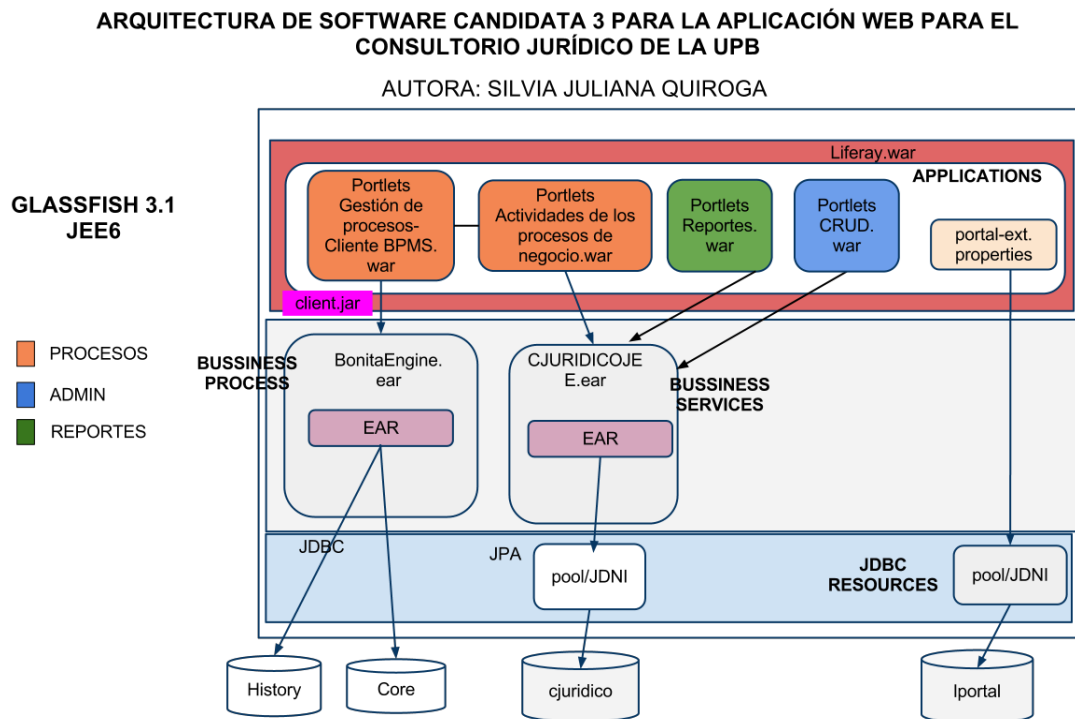 ARQUITECTURA DE SOFTWARE CANDIDATA 3 PARA LA APLICACIÓN WEB PARA EL
CONSULTORIO JURÍDICO DE LA UPB
AUTORA: SILVIA JULIANA QUIROGA
Liferay.war
APPLICATIONS
GLASSFISH 3.1
JEE6
Portlets
Gestión de
procesos-
Cliente BPMS.
war
Portlets
Actividades de los
procesos de
negocio.war
Portlets
Reportes.
war
Portlets
CRUD.
war
portal-ext.
properties
client.jar
PROCESOS
ADMIN
REPORTES
BUSSINESS
PROCESS
BonitaEngine.
ear
EAR
CJURIDICOJE
E.ear
EAR
BUSSINESS
SERVICES
JDBC
JPA
pool/JDNI
JDBC
RESOURCES
pool/JDNI
History
Core
cjuridico
lportal